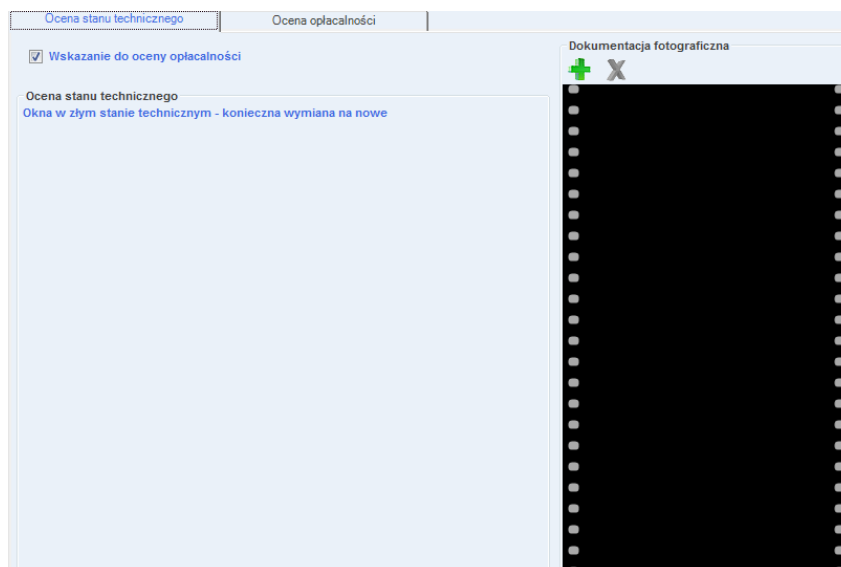 Ocena stanu technicznego
Ocena opłacalności
Wskazanie do oceny opłacalności
Dokumentacja fotograficzna
Ocena stanu technicznego
Okna w złym stanie technicznym - konieczna wymiana na nowe